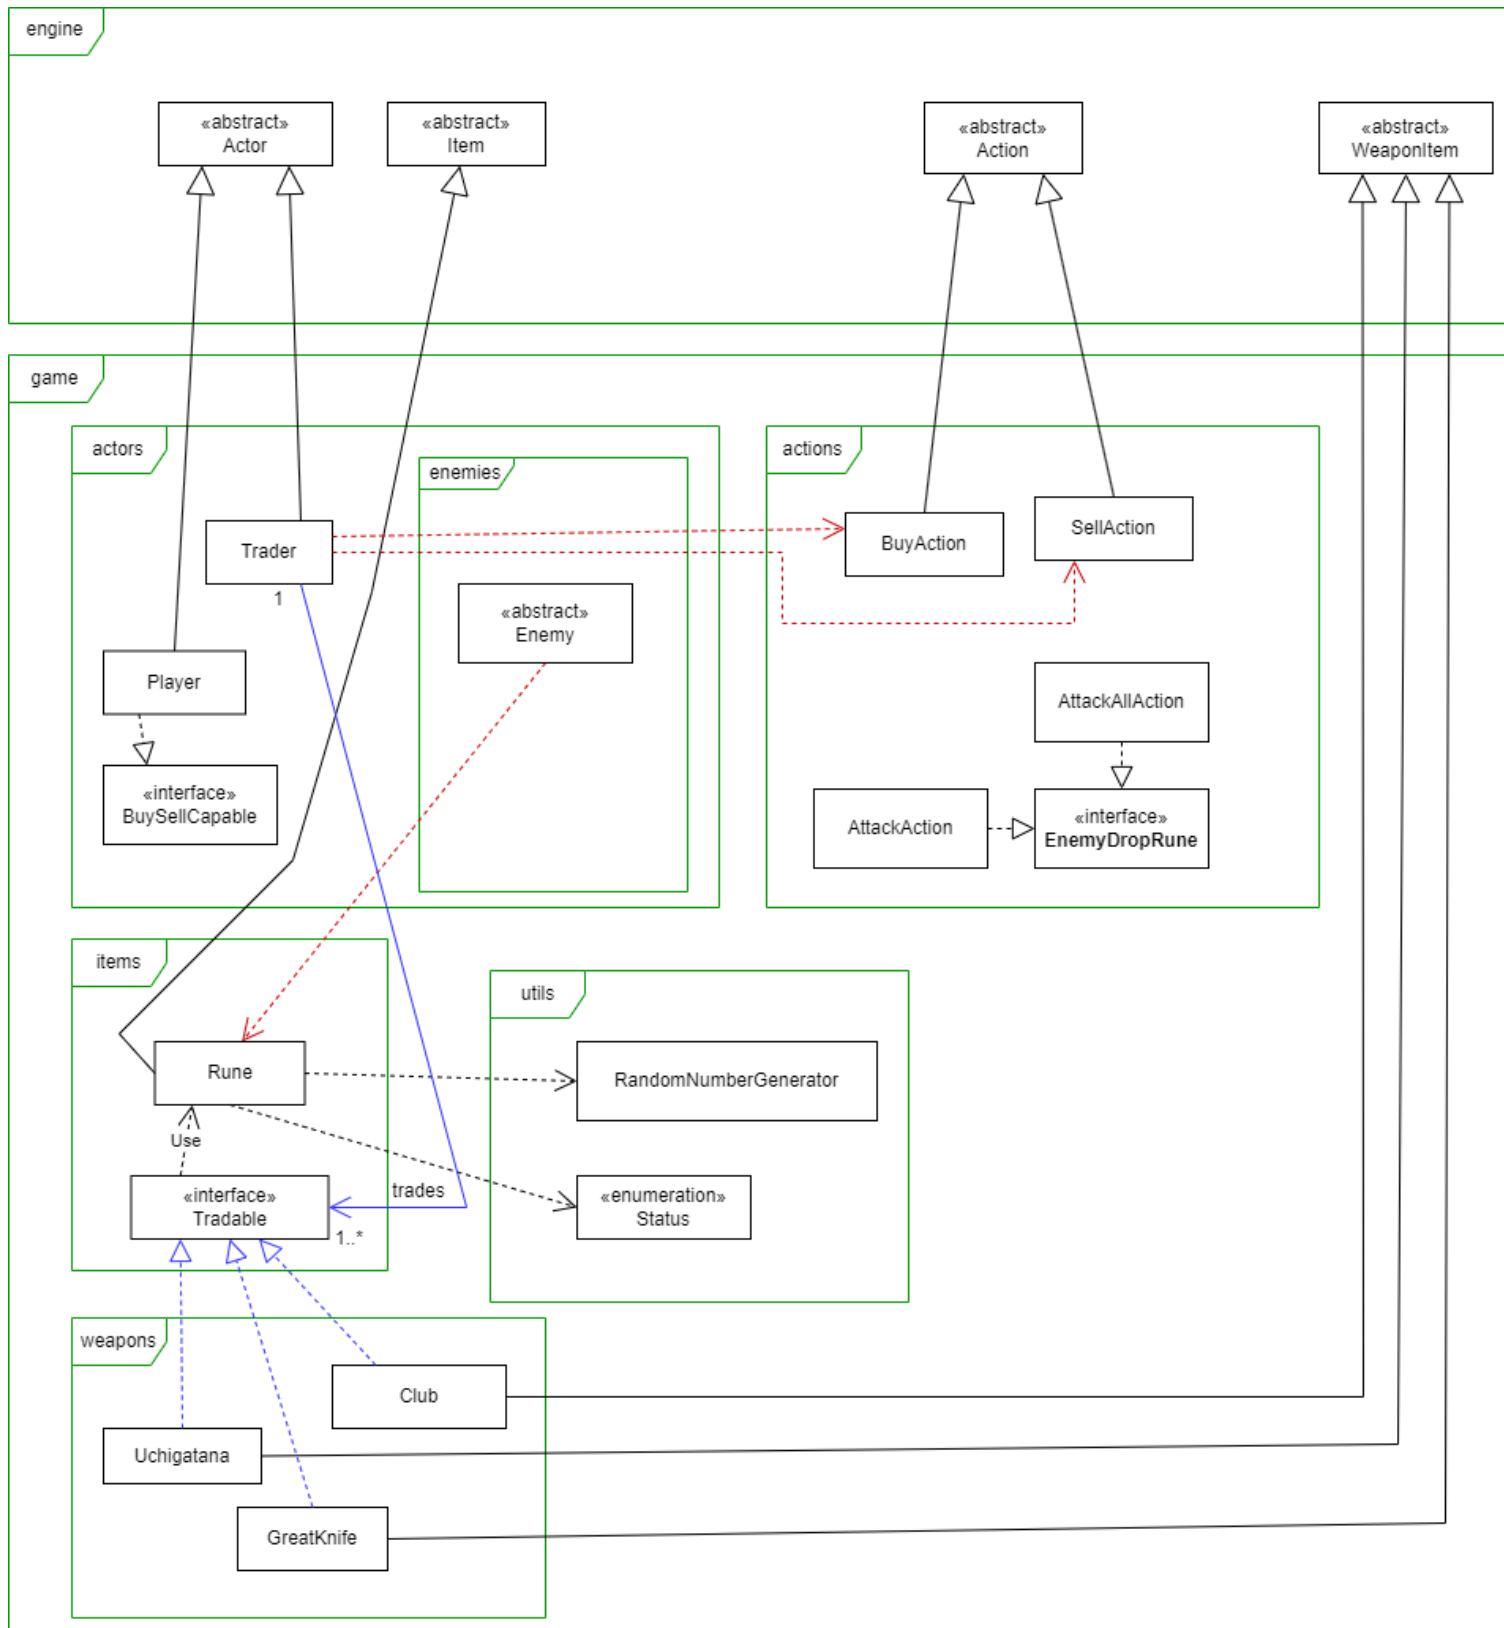 engine
«abstract»
Actor
«abstract»
Item
«abstract»
Action
«abstract»
WeaponItem
game
actors
enemies
actions
Trader
1
BuyAction
SellAction
«abstract»
Enemy
Player
«interface»
BuySellCapable
AttackAllAction
AttackAction
«interface»
EnemyDropRune
items
utils
Rune
RandomNumberGenerator
Use
«interface»
Tradable
trades
1..*
«enumeration»
Status
weapons
Club
Uchigatana
GreatKnife